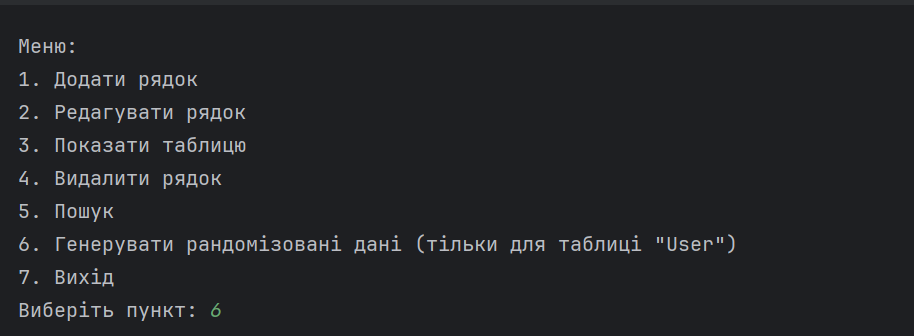 Меню:
1. Додати рядок
2. Редагувати рядок
3. Показати таблицю
4. Видалити рядок
5. Пошук
6. Генерувати рандомізовані дані (тільки для таблиці "User")
7. Вихід
Виберіть пункт: 6